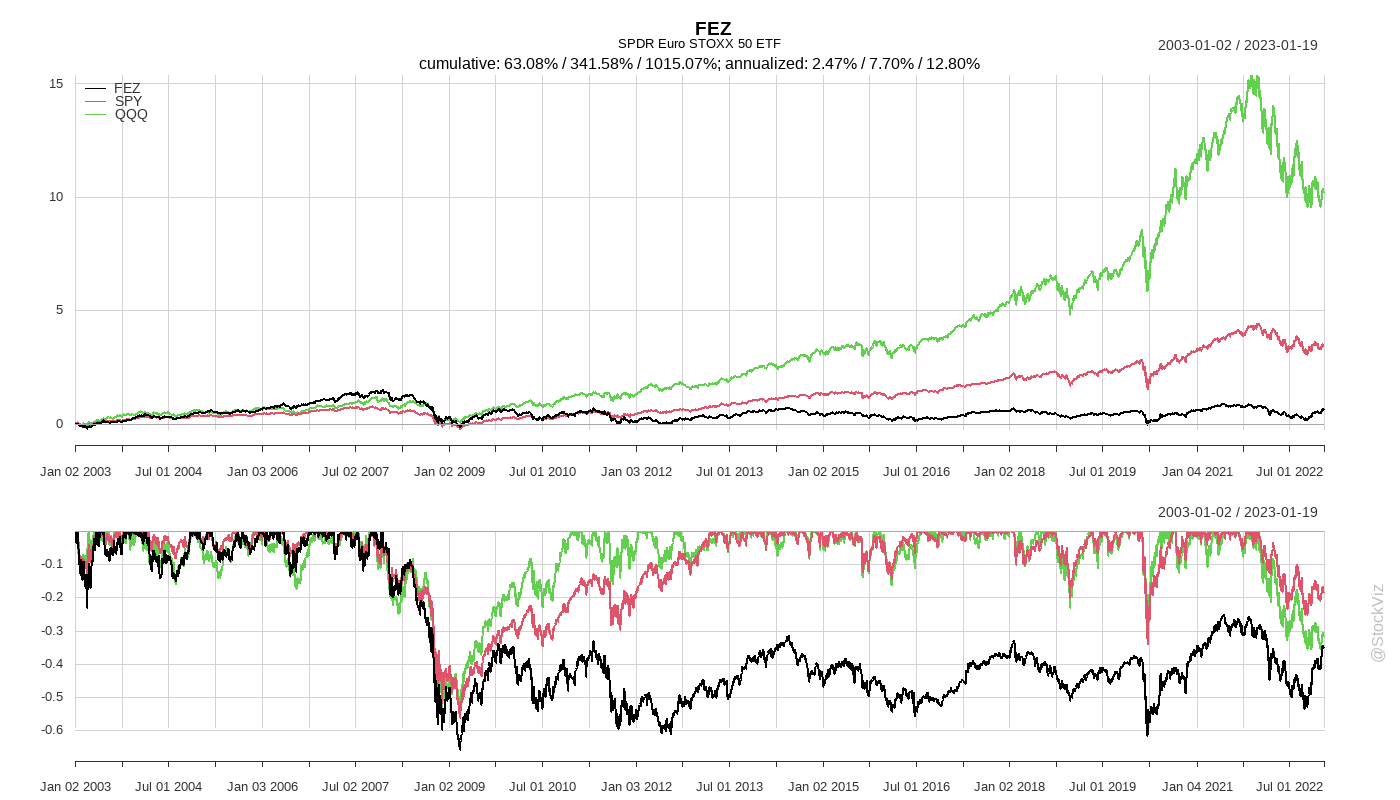 FEZ
SPDR Euro STOXX 50 ETF
2003-01-02 / 2023-01-19
cumulative: 63.08% / 341.58% / 1015.07%; annualized: 2.47% / 7.70% / 12.80%
FEZ
SPY
QQQ
15
10
5
0
Jan 02 2003 Jul 01 2004 Jan 03 2006 Jul 02 2007 Jan 02 2009 Jul 01 2010 Jan 03 2012 Jul 01 2013 Jan 02 2015 Jul 01 2016 Jan 02 2018 Jul 01 2019 Jan 04 2021 Jul 01 2022
2003-01-02 / 2023-01-19
-0.1
-0.2
-0.3
-0.4
-0.5
-0.6
Jan 02 2003 Jul 01 2004 Jan 03 2006 Jul 02 2007 Jan 02 2009 Jul 01 2010 Jan 03 2012 Jul 01 2013 Jan 02 2015 Jul 01 2016 Jan 02 2018 Jul 01 2019 Jan 04 2021 Jul 01 2022
@StockViz